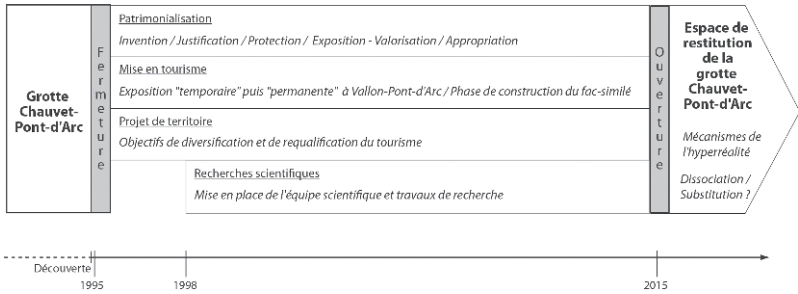 Grotte
Chauvet-
Pont-d'Arc
Fermeture
Patrimonialisation
Invention / Justification / Protection / Exposition - Valorisation / Appropriation
Mise en tourisme
Exposition "temporaire" puis "permanente" à Vallon-Pont-d'Arc / Phase de construction du fac-similé
Projet de territoire
Objectifs de diversification et de requalification du tourisme
Recherches scientifiques
Mise en place de l'équipe scientifique et travaux de recherche
Ouverture
Espace de
restitution
de la
grotte
Chauvet-
Pont-d'Arc
Mécanismes de
l'hyperréalité
Dissociation /
Substitution ?
Découverte
1995
1998
2015